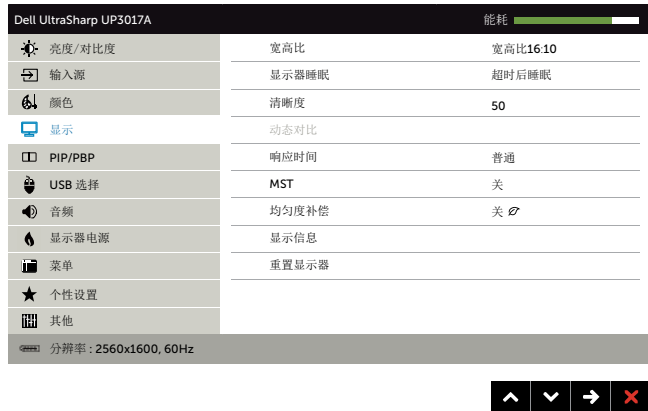 Dell UltraSharp UP3017A 能耗
亮度/对比度 宽高比 宽高比16:10
输入源 显示器睡眠 超时后睡眠
颜色 清晰度 50
显示 动态对比
PIP/PBP 响应时间 普通
USB 选择 MST 关
音频 均匀度补偿 关
显示器电源 显示信息
菜单 重置显示器
个性设置
其他
分辨率 : 2560x1600, 60Hz